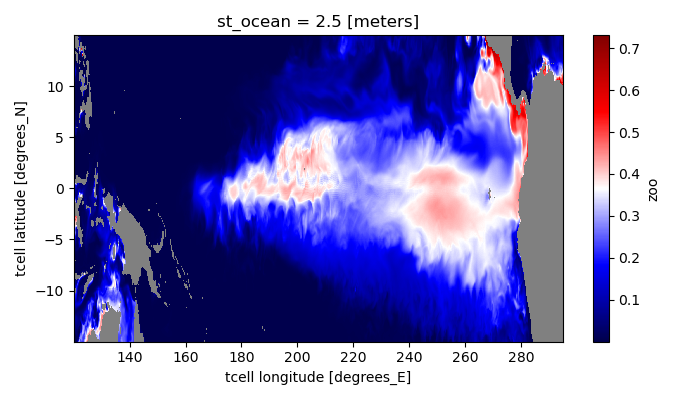 st_ocean = 2.5 [meters]
10
5
0
−5
−10
tcell latitude [degrees_N]
140 160 180 200 220 240 260 280
tcell longitude [degrees_E]
0.7
0.6
0.5
0.4
0.3
0.2
0.1
zoo